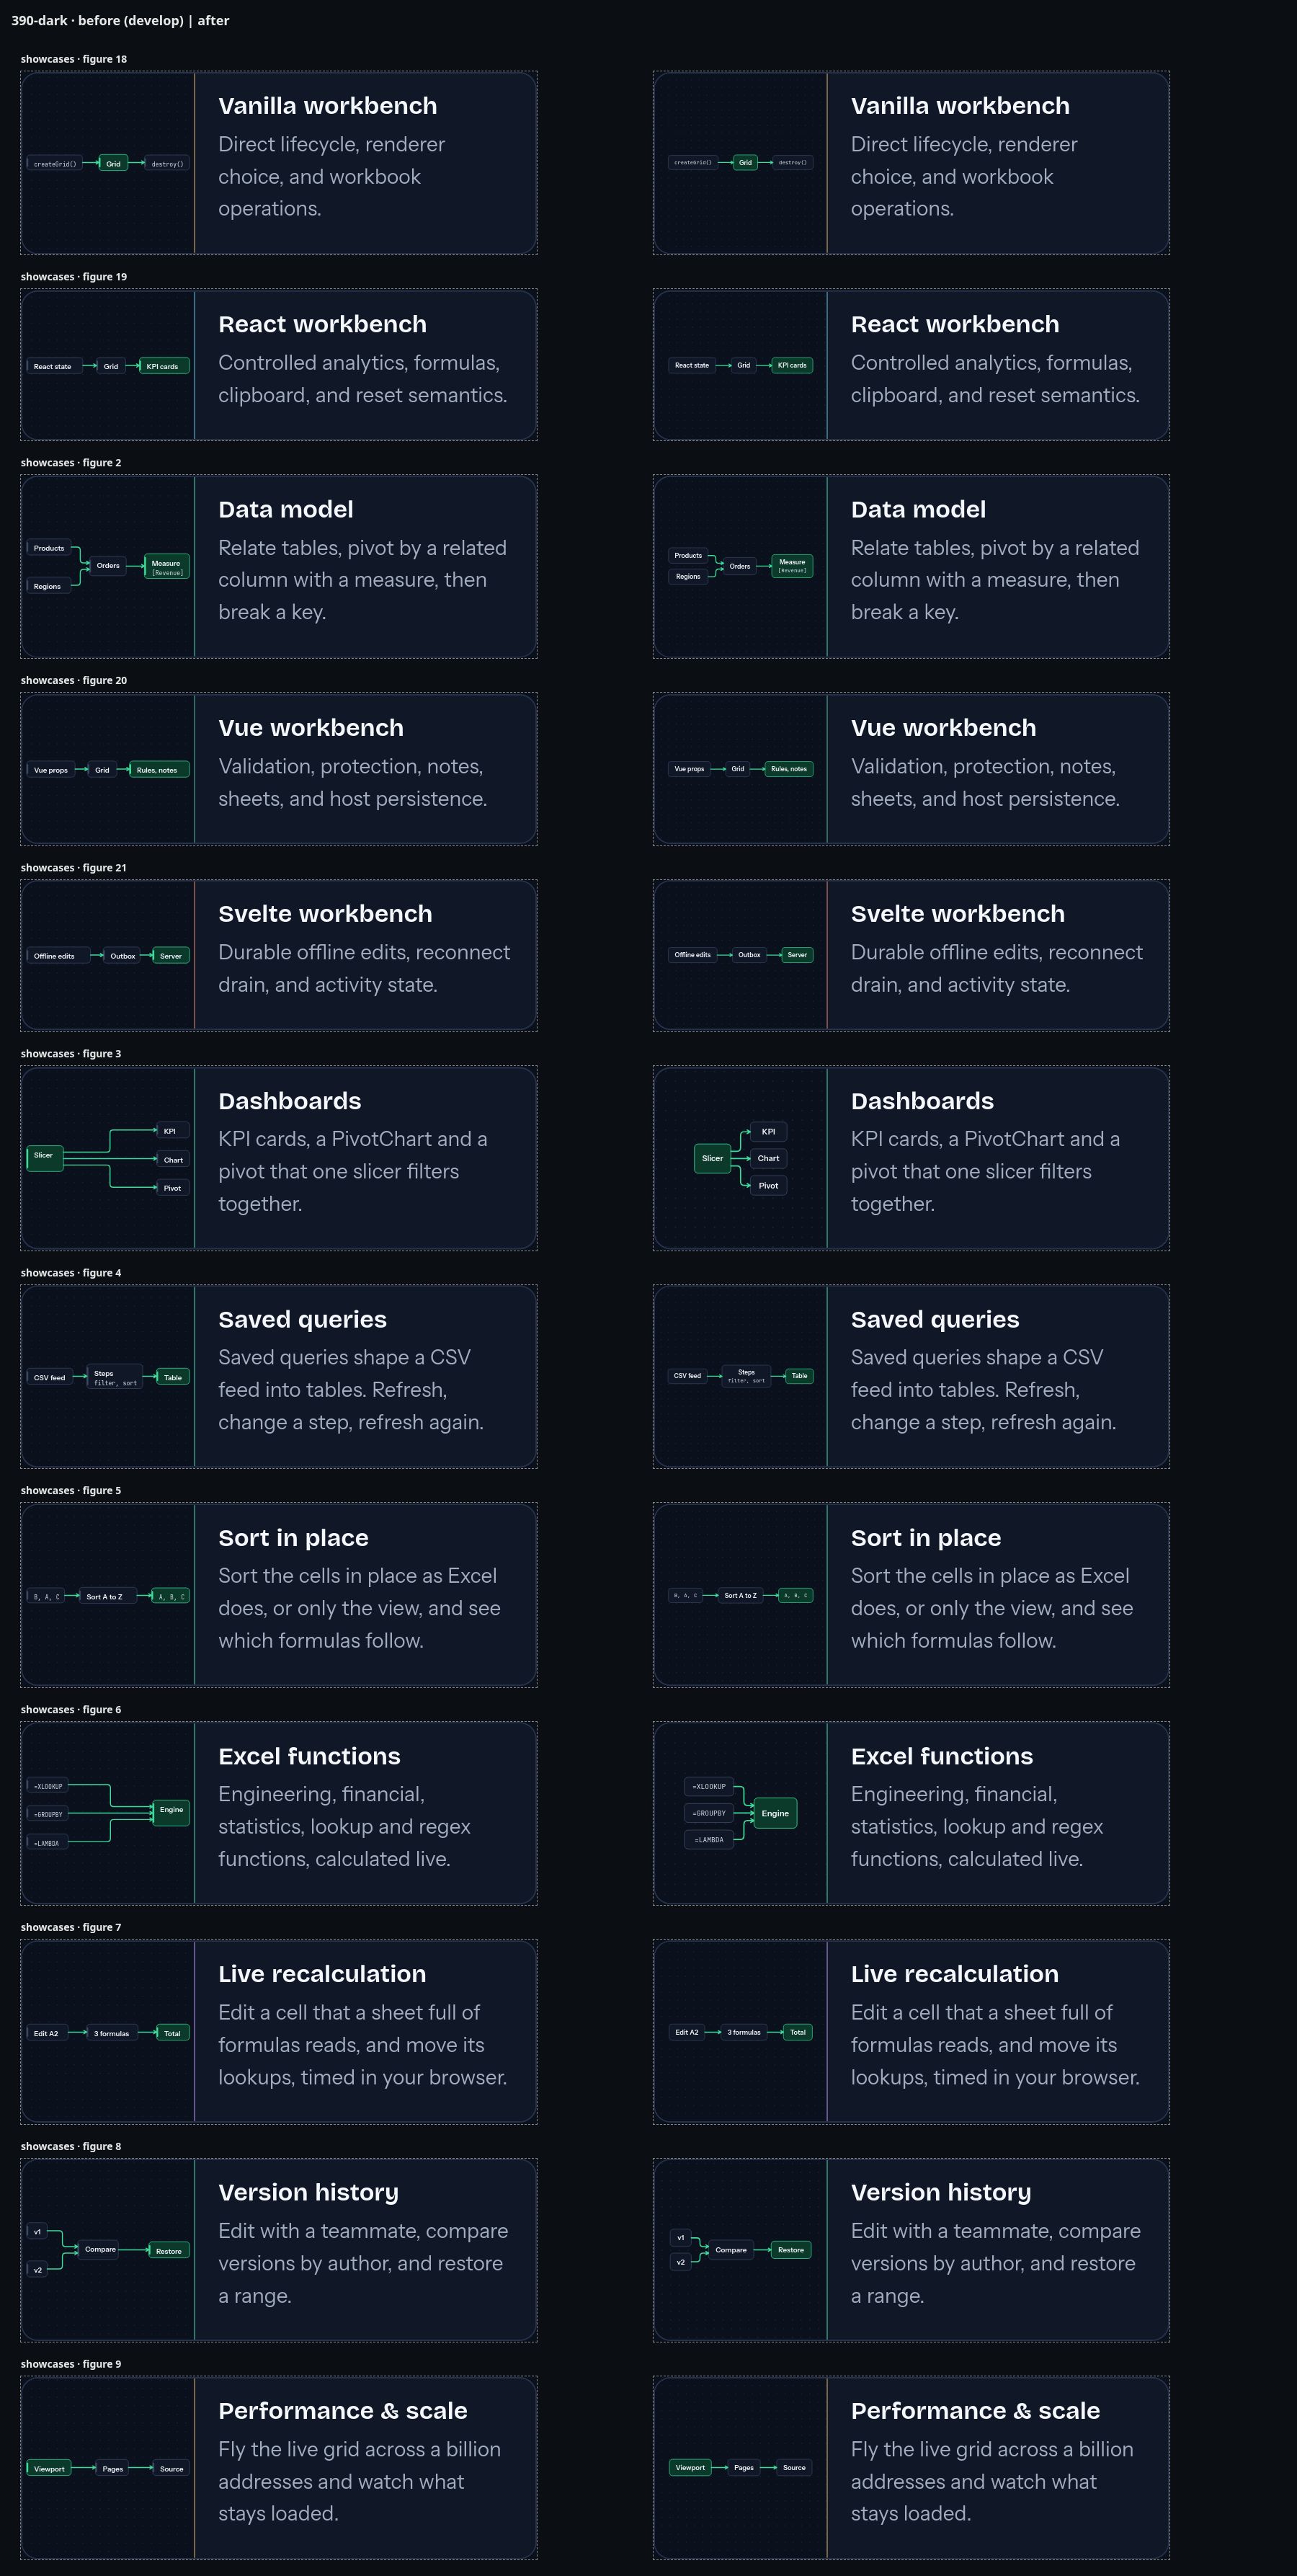 390-dark · before (develop) | after
showcases · figure 18
createGrid()
Grid
destroy()
Vanilla workbench
Direct lifecycle, renderer
choice, and workbook
operations.
createGrid()
Grid
destroy()
Vanilla workbench
Direct lifecycle, renderer
choice, and workbook
operations.
showcases · figure 19
React state
Grid
KPI cards
React workbench
Controlled analytics, formulas,
clipboard, and reset semantics.
React state
Grid
KPI cards
React workbench
Controlled analytics, formulas,
clipboard, and reset semantics.
showcases · figure 2
Products
Regions
Orders
Measure
[Revenue]
Data model
Relate tables, pivot by a related
column with a measure, then
break a key.
Products
Regions
Orders
Measure
[Revenue]
Data model
Relate tables, pivot by a related
column with a measure, then
break a key.
showcases · figure 20
Vue props
Grid
Rules, notes
Vue workbench
Validation, protection, notes,
sheets, and host persistence.
Vue props
Grid
Rules, notes
Vue workbench
Validation, protection, notes,
sheets, and host persistence.
showcases · figure 21
Offline edits
Outbox
Server
Svelte workbench
Durable offline edits, reconnect
drain, and activity state.
Offline edits
Outbox
Server
Svelte workbench
Durable offline edits, reconnect
drain, and activity state.
showcases · figure 3
Slicer
KPI
Chart
Pivot
Dashboards
KPI cards, a PivotChart and a
pivot that one slicer filters
together.
Slicer
KPI
Chart
Pivot
Dashboards
KPI cards, a PivotChart and a
pivot that one slicer filters
together.
showcases · figure 4
CSV feed
Steps
filter, sort
Table
Saved queries
Saved queries shape a CSV
feed into tables. Refresh,
change a step, refresh again.
CSV feed
Steps
filter, sort
Table
Saved queries
Saved queries shape a CSV
feed into tables. Refresh,
change a step, refresh again.
showcases · figure 5
B, A, C
Sort A to Z
A, B, C
Sort in place
Sort the cells in place as Excel
does, or only the view, and see
which formulas follow.
B, A, C
Sort A to Z
A, B, C
Sort in place
Sort the cells in place as Excel
does, or only the view, and see
which formulas follow.
showcases · figure 6
=XLOOKUP
=GROUPBY
=LAMBDA
Engine
Excel functions
Engineering, financial,
statistics, lookup and regex
functions, calculated live.
=XLOOKUP
=GROUPBY
=LAMBDA
Engine
Excel functions
Engineering, financial,
statistics, lookup and regex
functions, calculated live.
showcases · figure 7
Edit A2
3 formulas
Total
Live recalculation
Edit a cell that a sheet full of
formulas reads, and move its
lookups, timed in your browser.
Edit A2
3 formulas
Total
Live recalculation
Edit a cell that a sheet full of
formulas reads, and move its
lookups, timed in your browser.
showcases · figure 8
v1
v2
Compare
Restore
Version history
Edit with a teammate, compare
versions by author, and restore
a range.
v1
v2
Compare
Restore
Version history
Edit with a teammate, compare
versions by author, and restore
a range.
showcases · figure 9
Viewport
Pages
Source
Performance & scale
Fly the live grid across a billion
addresses and watch what
stays loaded.
Viewport
Pages
Source
Performance & scale
Fly the live grid across a billion
addresses and watch what
stays loaded.